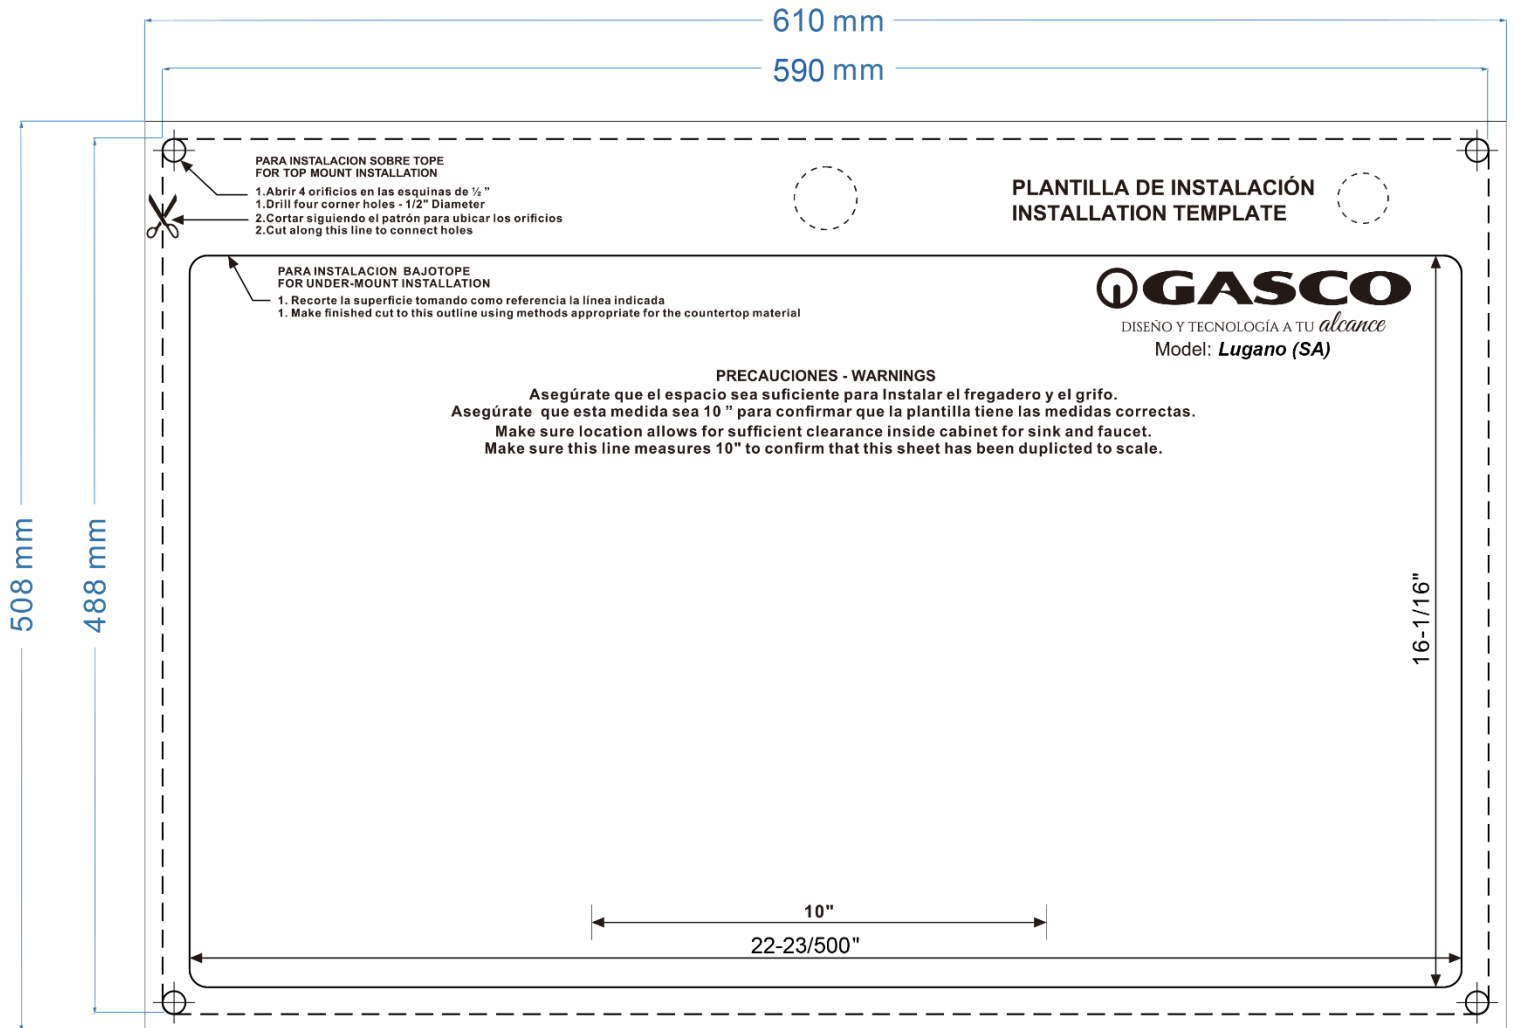 610 mm
590 mm
508 mm
488 mm
PARA INSTALACION SOBRE TOPE
FOR TOP MOUNT INSTALLATION
1.Abrir 4 orificios en las esquinas de ½ ”
1.Drill four corner holes - 1/2" Diameter
2.Cortar siguiendo el patrón para ubicar los orificios
2.Cut along this line to connect holes
PLANTILLA DE INSTALACIÓN
INSTALLATION TEMPLATE
PARA INSTALACION BAJOTOPE
FOR UNDER-MOUNT INSTALLATION
1. Recorte la superficie tomando como referencia la línea indicada
1. Make finished cut to this outline using methods appropriate for the countertop material
GASCO
DISEÑO Y TECNOLOGÍA A TU alcance
Model: Lugano (SA)
PRECAUCIONES - WARNINGS
Asegúrate que el espacio sea suficiente para Instalar el fregadero y el grifo.
Asegúrate que esta medida sea 10 ” para confirmar que la plantilla tiene las medidas correctas.
Make sure location allows for sufficient clearance inside cabinet for sink and faucet.
Make sure this line measures 10" to confirm that this sheet has been duplicted to scale.
16-1/16"
10"
22-23/500"